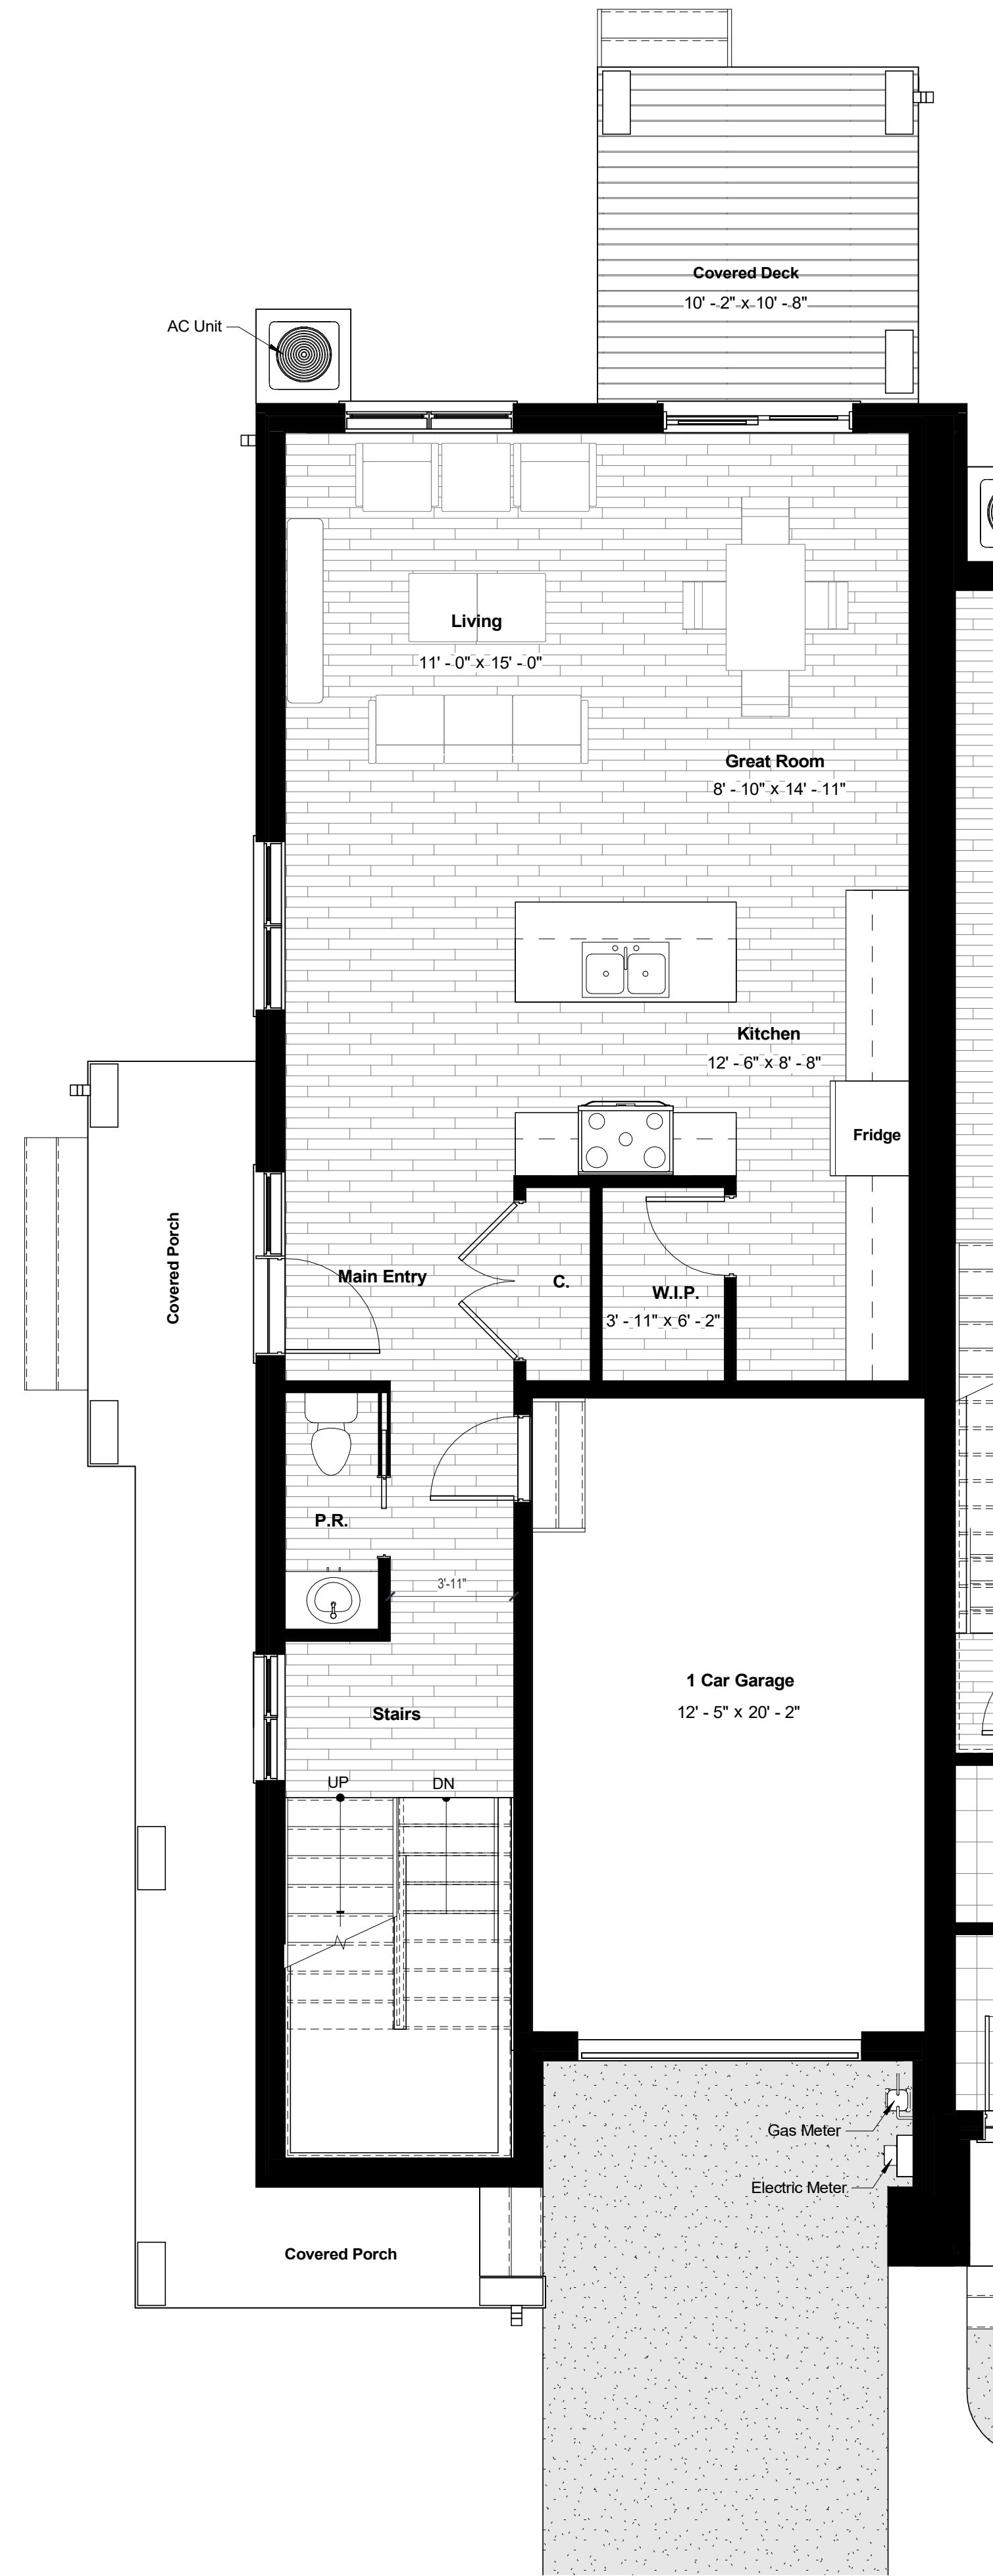 Covered Deck
10' - 2" x 10' - 8"
AC Unit
Living
11' - 0" x 15' - 0"
Great Room
8' - 10" x 14' - 11"
Kitchen
12' - 6" x 8' - 8"
Fridge
Covered Porch
Main Entry
C.
W.I.P.
3' - 11" x 6' - 2"
P.R.
3'-11"
1 Car Garage
12' - 5" x 20' - 2"
Stairs
UP
DN
Gas Meter
Electric Meter
Covered Porch